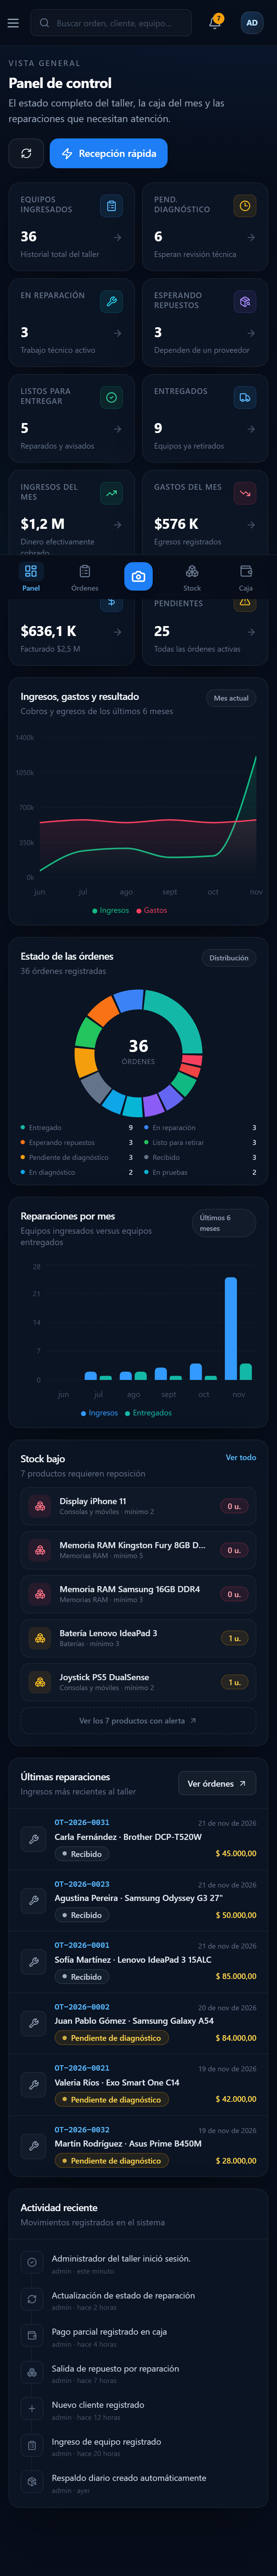 Buscar orden, cliente, equipo...
7
AD
VISTA GENERAL
Panel de control
El estado completo del taller, la caja del mes y las
reparaciones que necesitan atención.
Recepción rápida
EQUIPOS
INGRESADOS
36
Historial total del taller
PEND.
DIAGNÓSTICO
6
Esperan revisión técnica
EN REPARACIÓN
3
Trabajo técnico activo
ESPERANDO
REPUESTOS
3
Dependen de un proveedor
LISTOS PARA
ENTREGAR
5
Reparados y avisados
ENTREGADOS
9
Equipos ya retirados
INGRESOS DEL
MES
$1,2 M
Dinero efectivamente
cobrado
GASTOS DEL MES
$576 K
Egresos registrados
Panel
Órdenes
Stock
Caja
$636,1 K
Facturado $2,5 M
PENDIENTES
25
Todas las órdenes activas
Ingresos, gastos y resultado
Cobros y egresos de los últimos 6 meses
Mes actual
1400k
1050k
700k
350k
0k
jun
jul
ago
sept
oct
nov
Ingresos
Gastos
Estado de las órdenes
36 órdenes registradas
Distribución
36
ÓRDENES
Entregado 9
En reparación 3
Esperando repuestos 3
Listo para retirar 3
Pendiente de diagnóstico 3
Recibido 3
En diagnóstico 2
En pruebas 2
Reparaciones por mes
Equipos ingresados versus equipos
entregados
Últimos 6
meses
28
21
14
7
0
jun
jul
ago
sept
oct
nov
Ingresos
Entregados
Stock bajo
7 productos requieren reposición
Ver todo
Display iPhone 11
Consolas y móviles · mínimo 2
0 u.
Memoria RAM Kingston Fury 8GB D...
Memorias RAM · mínimo 5
0 u.
Memoria RAM Samsung 16GB DDR4
Memorias RAM · mínimo 3
0 u.
Batería Lenovo IdeaPad 3
Baterías · mínimo 3
1 u.
Joystick PS5 DualSense
Consolas y móviles · mínimo 2
1 u.
Ver los 7 productos con alerta
Últimas reparaciones
Ingresos más recientes al taller
Ver órdenes
OT-2026-0031
21 de nov de 2026
Carla Fernández · Brother DCP-T520W
Recibido
$ 45.000,00
OT-2026-0023
21 de nov de 2026
Agustina Pereira · Samsung Odyssey G3 27"
Recibido
$ 50.000,00
OT-2026-0001
21 de nov de 2026
Sofía Martínez · Lenovo IdeaPad 3 15ALC
Recibido
$ 85.000,00
OT-2026-0002
20 de nov de 2026
Juan Pablo Gómez · Samsung Galaxy A54
Pendiente de diagnóstico
$ 84.000,00
OT-2026-0021
19 de nov de 2026
Valeria Ríos · Exo Smart One C14
Pendiente de diagnóstico
$ 42.000,00
OT-2026-0032
19 de nov de 2026
Martín Rodríguez · Asus Prime B450M
Pendiente de diagnóstico
$ 28.000,00
Actividad reciente
Movimientos registrados en el sistema
Administrador del taller inició sesión.
admin · este minuto
Actualización de estado de reparación
admin · hace 2 horas
Pago parcial registrado en caja
admin · hace 4 horas
Salida de repuesto por reparación
admin · hace 7 horas
Nuevo cliente registrado
admin · hace 12 horas
Ingreso de equipo registrado
admin · hace 20 horas
Respaldo diario creado automáticamente
admin · ayer